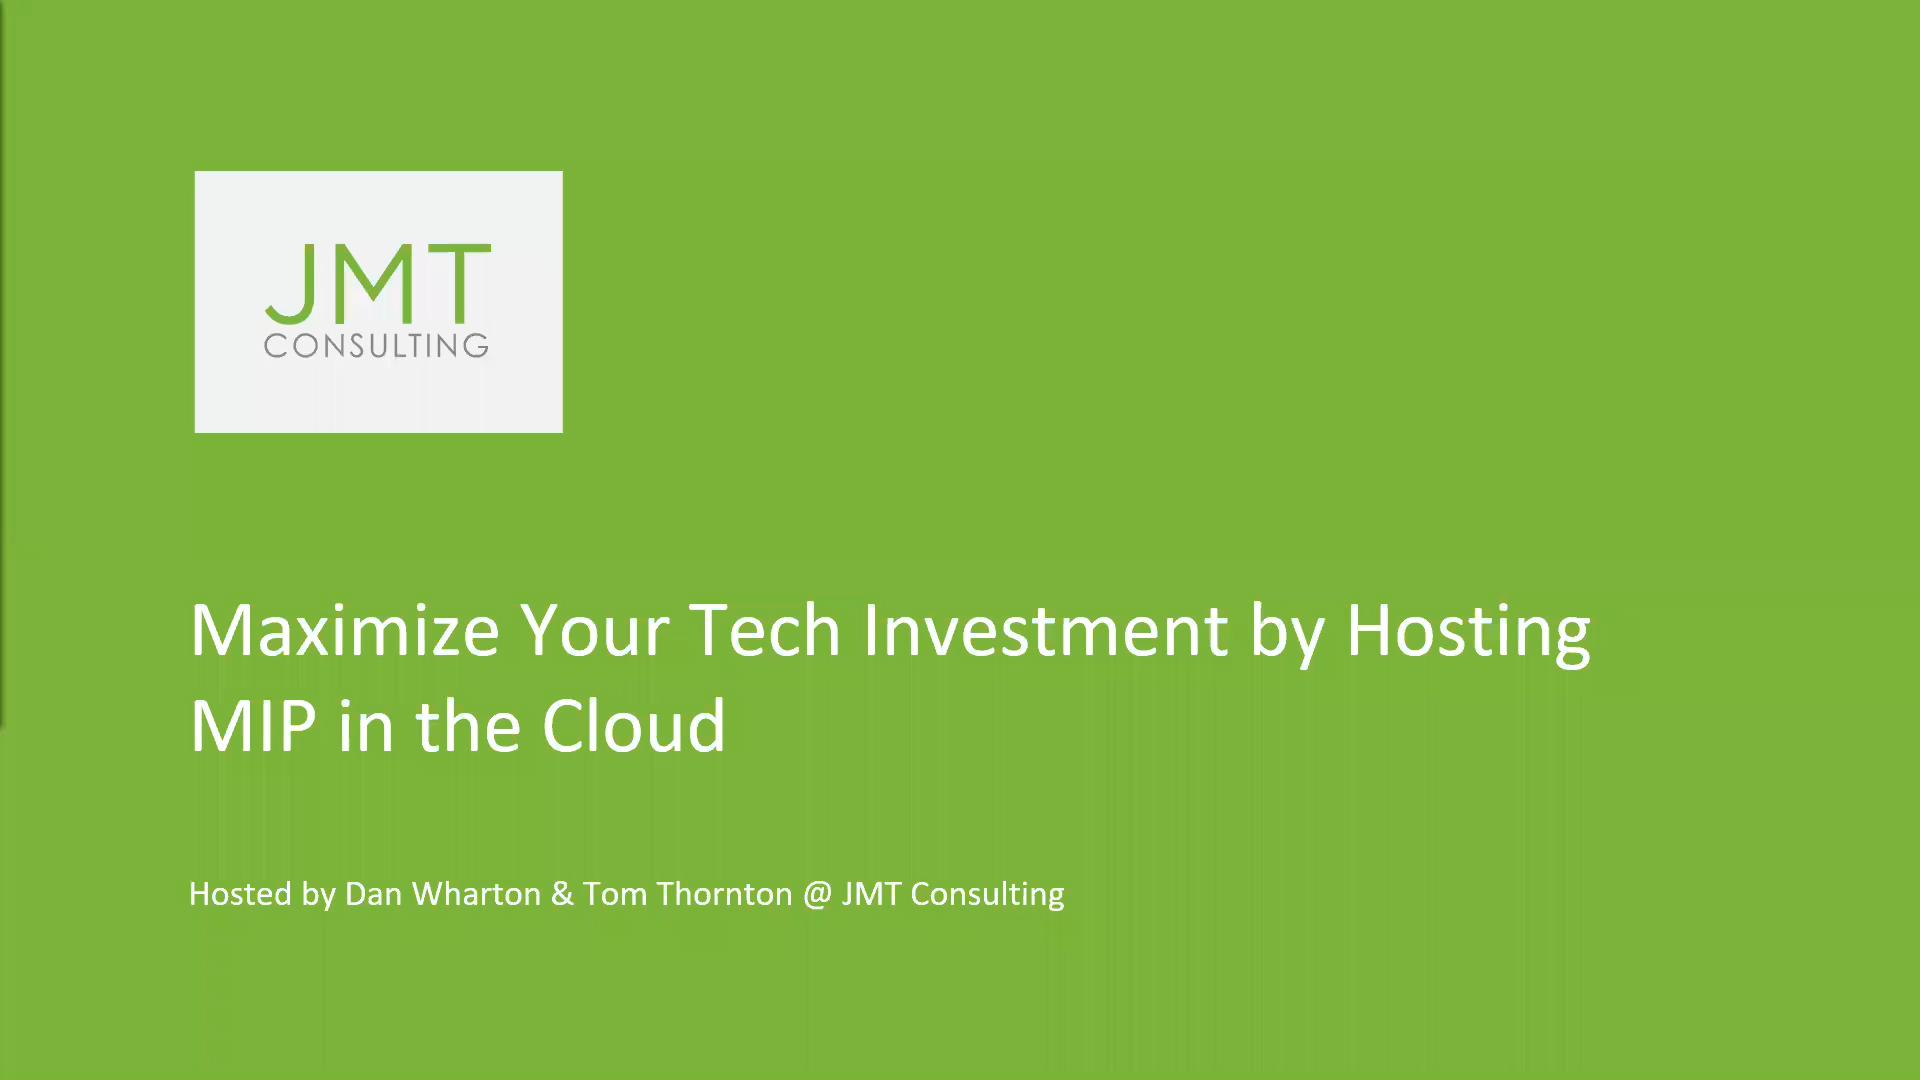 JMT
CONSULTING
Maximize Your Tech Investment by Hosting
MIP in the Cloud
Hosted by Dan Wharton & Tom Thornton @ JMT Consulting